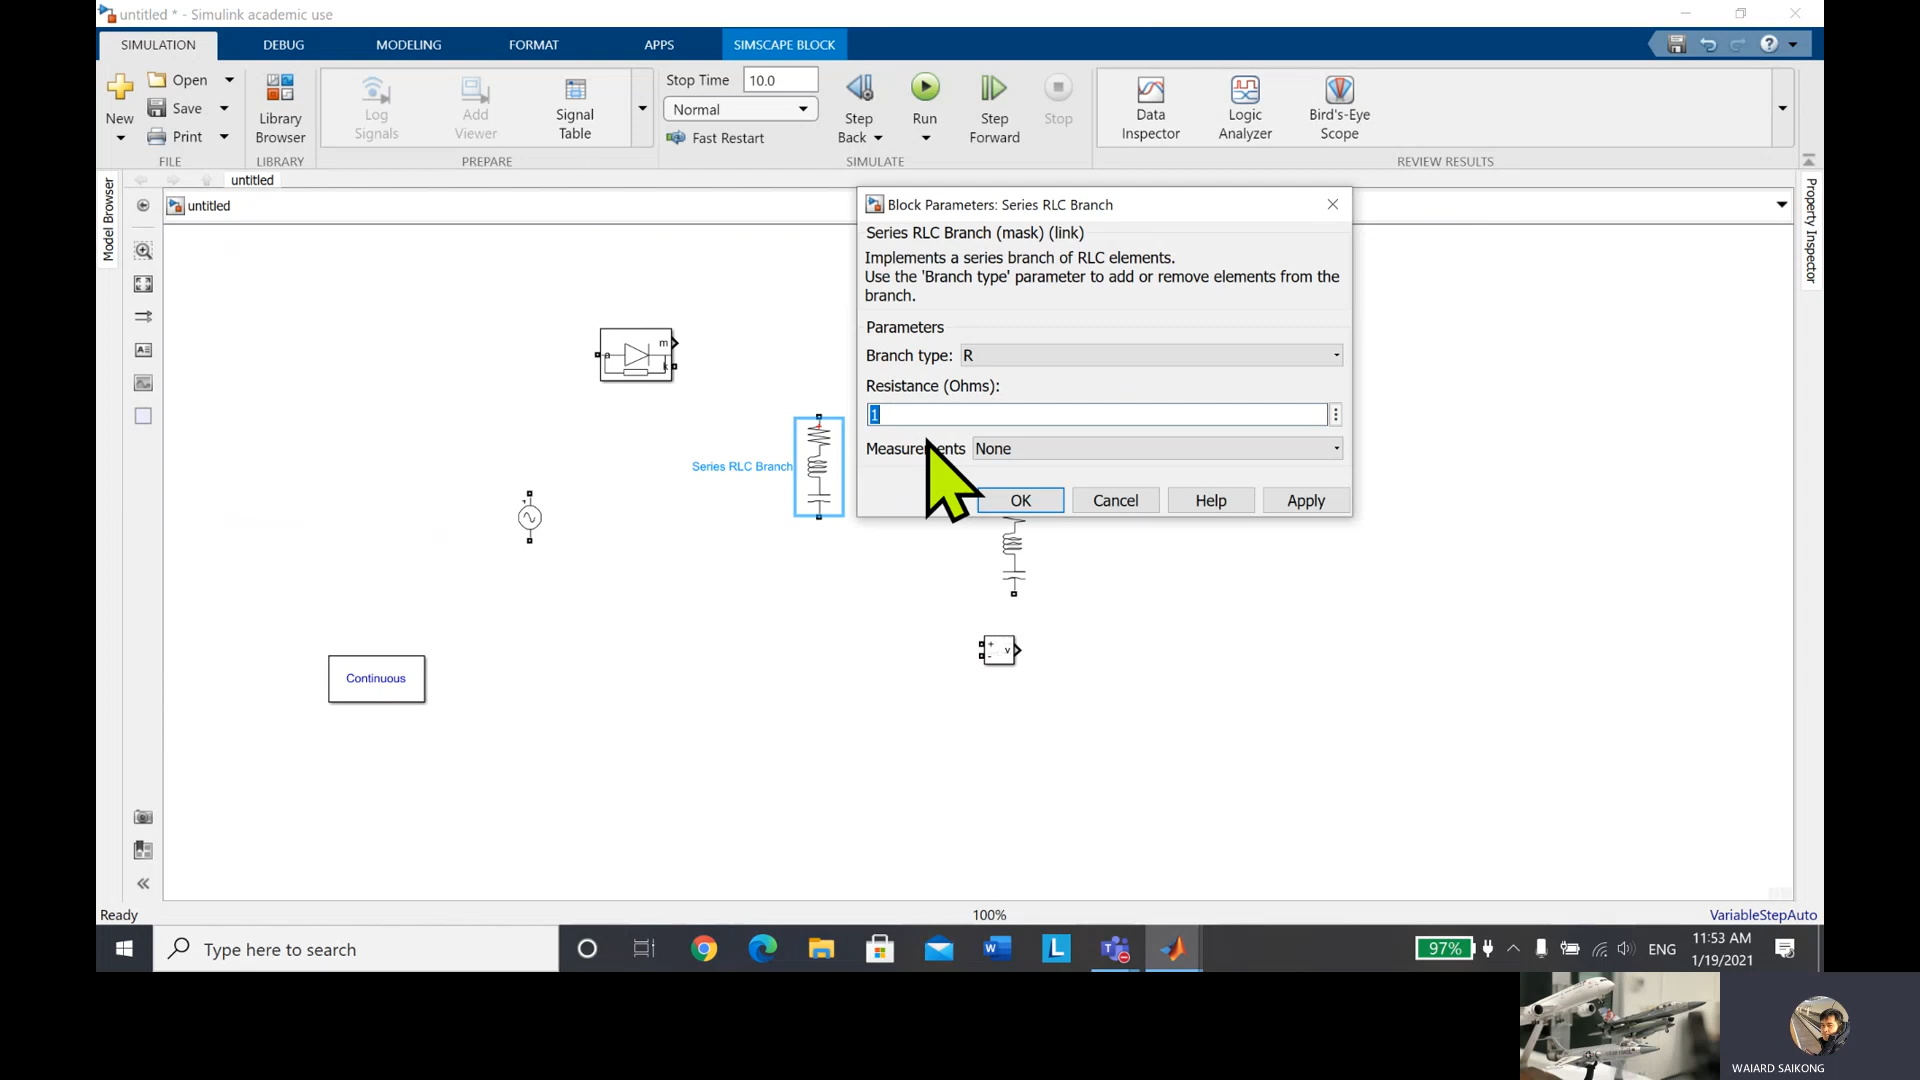 untitled * - Simulink academic use
SIMULATION DEBUG MODELING FORMAT APPS SIMSCAPE BLOCK
New
Open
Save
Print
FILE
Library Browser
LIBRARY
Log Signals
Add Viewer
Signal Table
PREPARE
Stop Time 10.0
Normal
Fast Restart
Step Back
Run
Step Forward
Stop
SIMULATE
Data Inspector
Logic Analyzer
Bird's-Eye Scope
REVIEW RESULTS
untitled
untitled
Model Browser
Property Inspector
Block Parameters: Series RLC Branch
Series RLC Branch (mask) (link)
Implements a series branch of RLC elements.
Use the 'Branch type' parameter to add or remove elements from the
branch.
Parameters
Branch type: R
Resistance (Ohms):
1
None
OK Cancel Help Apply
a m k
Series RLC Branch
+ - v
Continuous
Ready 100% VariableStepAuto
Type here to search
97% ENG 11:53 AM
1/19/2021
WAIARD SAIKONG